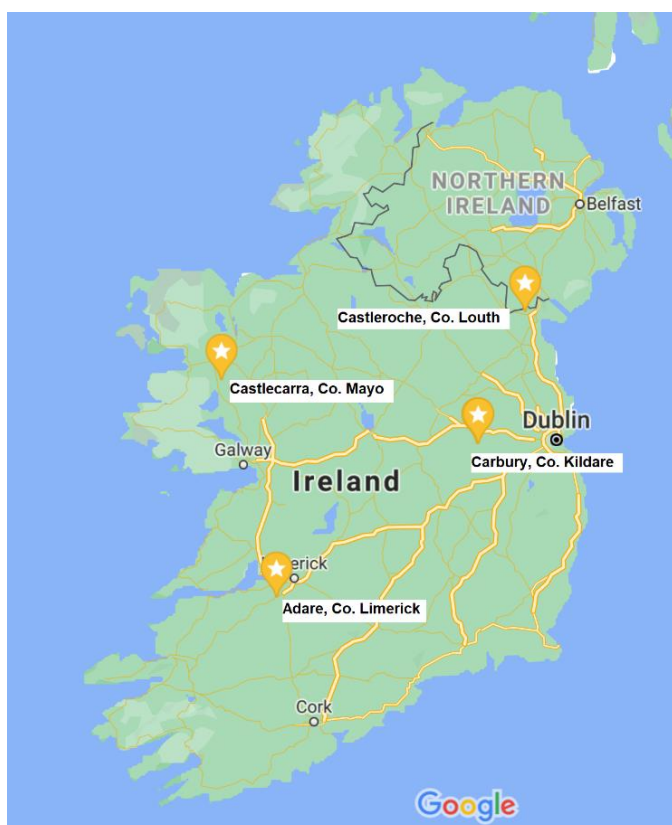 NORTHERN
IRELAND
Belfast
Castleroche, Co. Louth
Castlecarra, Co. Mayo
Dublin
Galway
Carbury, Co. Kildare
Ireland
Limerick
Adare, Co. Limerick
Cork
Google